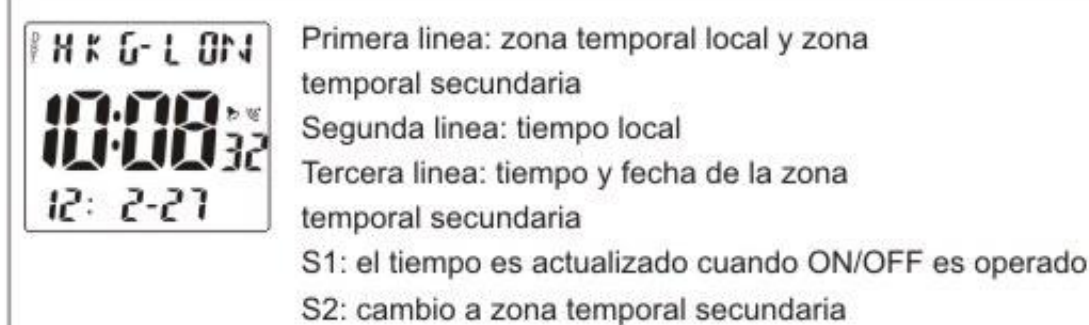 DST
HKG-LON
10:08 32
12: 2-27
Primera linea: zona temporal local y zona
temporal secundaria
Segunda linea: tiempo local
Tercera linea: tiempo y fecha de la zona
temporal secundaria
S1: el tiempo es actualizado cuando ON/OFF es operado
S2: cambio a zona temporal secundaria